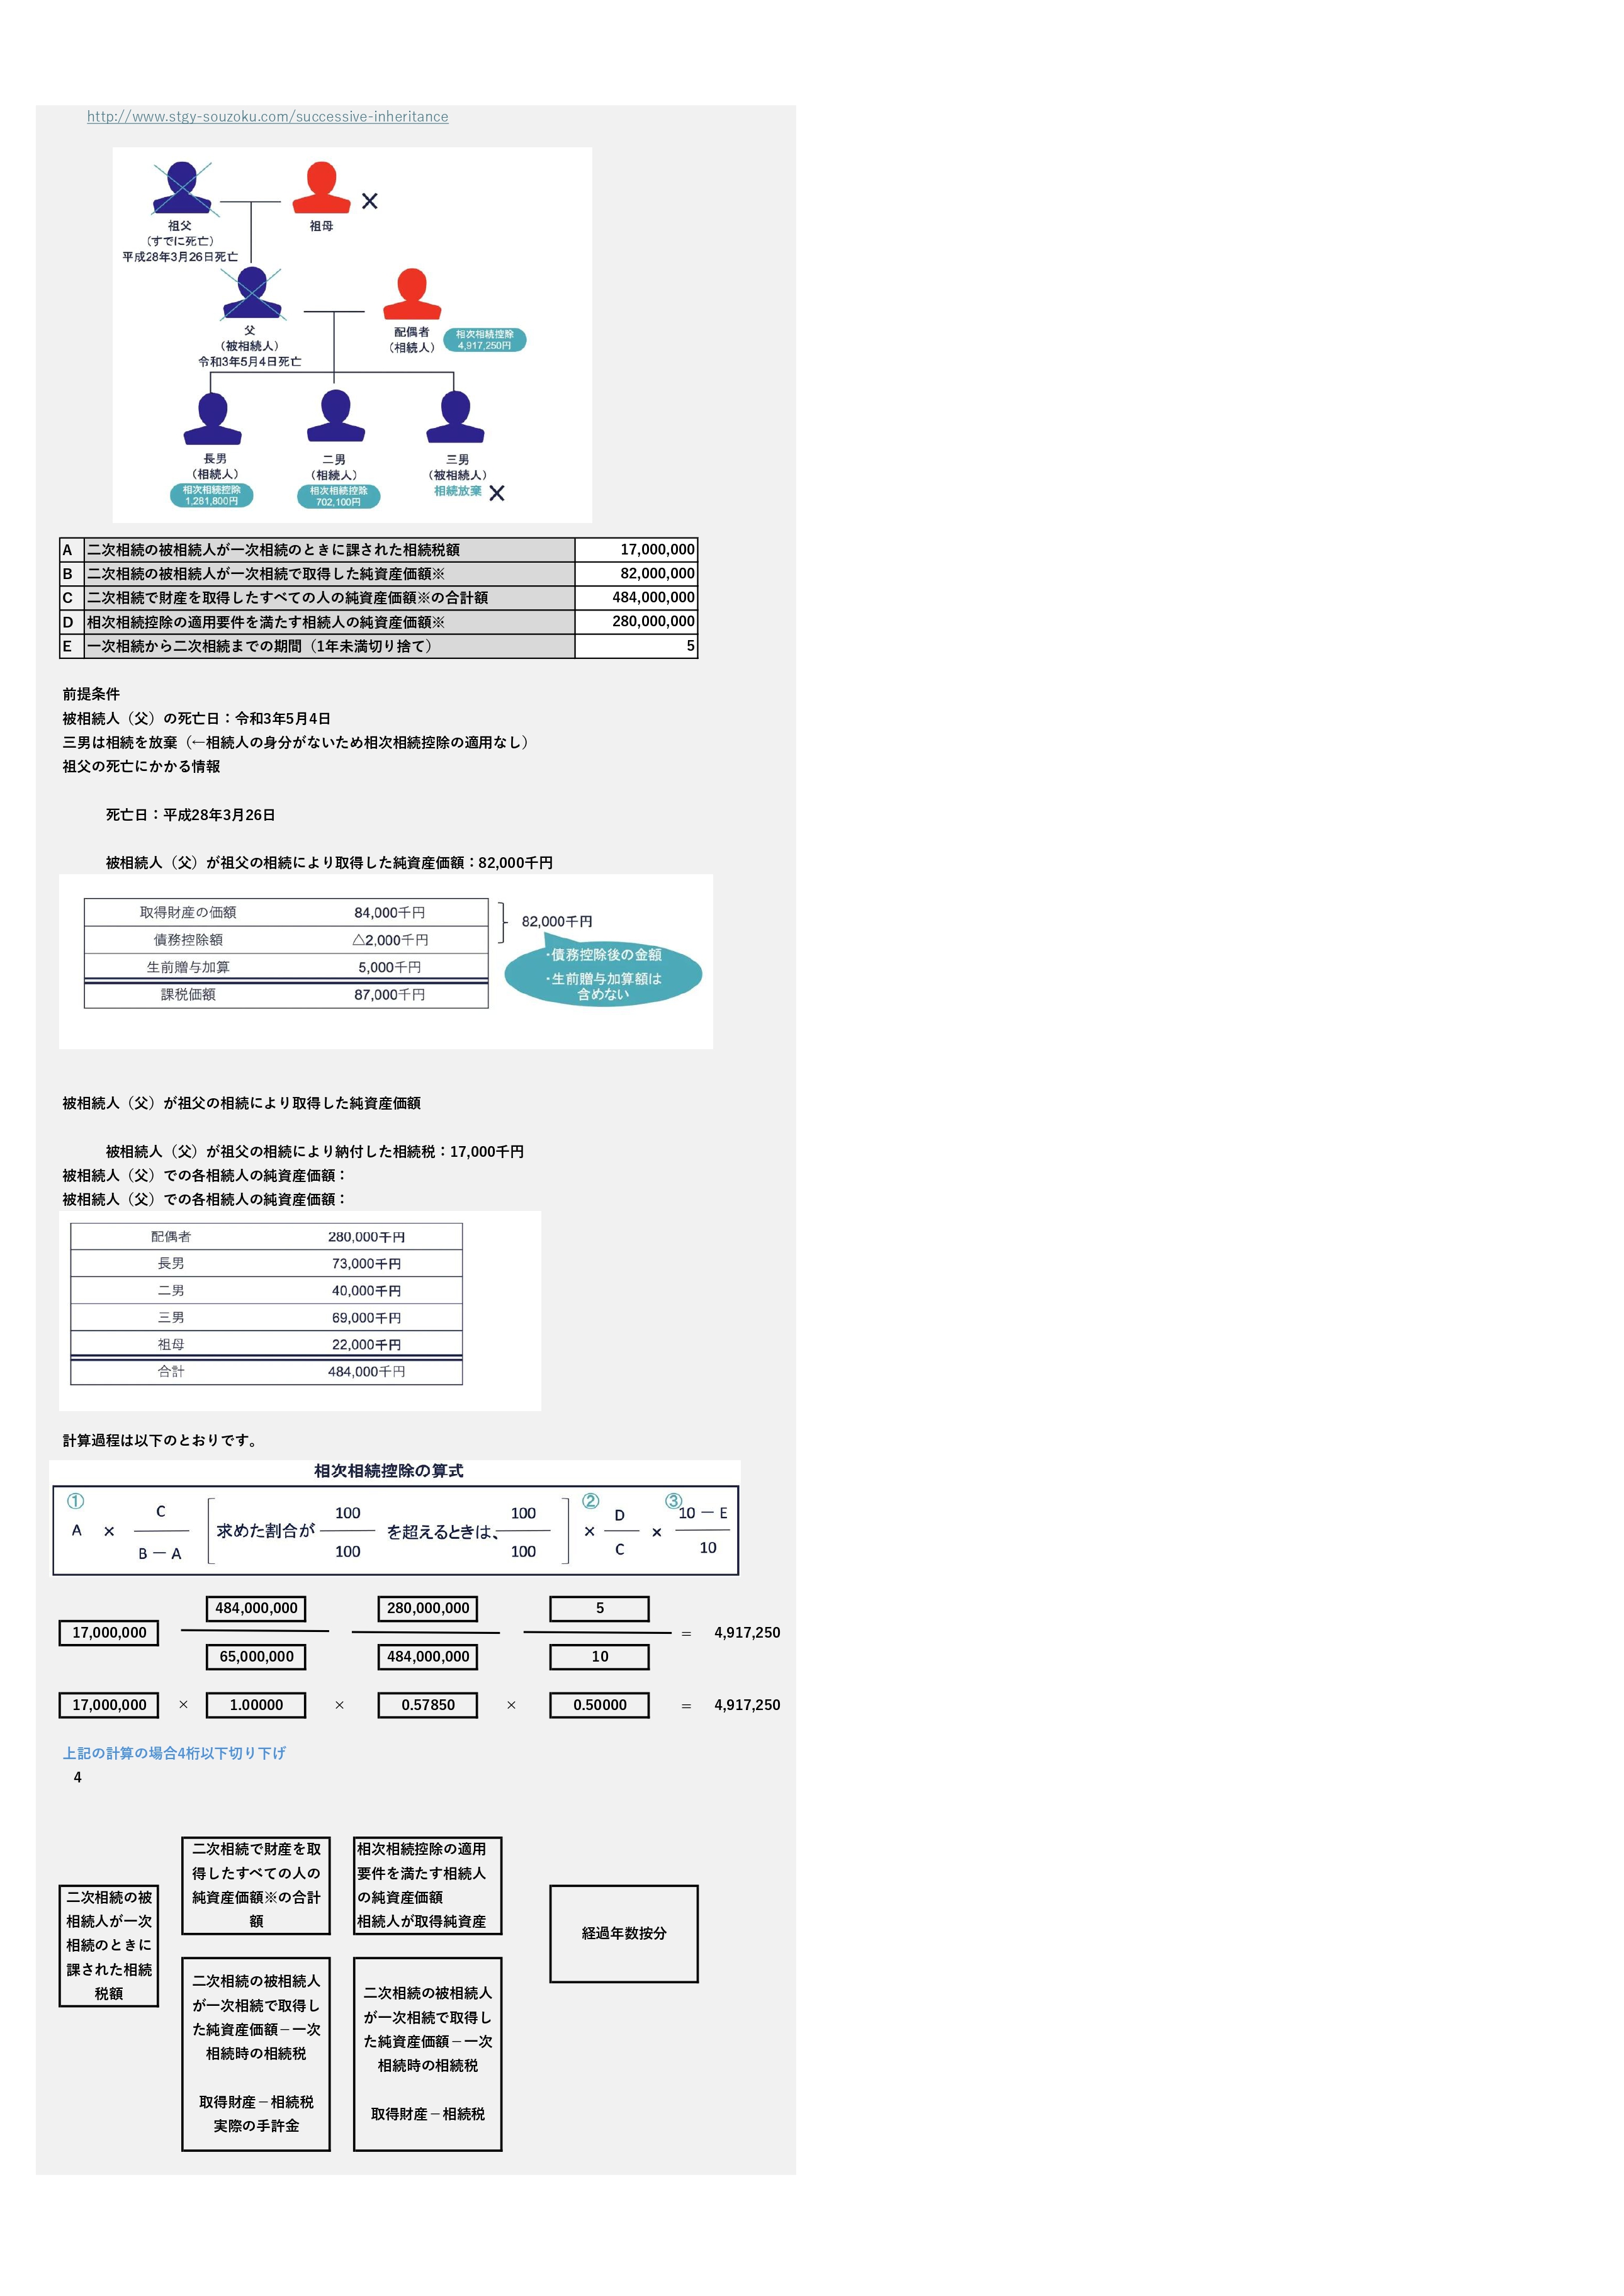 http://www.stgy-souzoku.com/successive-inheritance
祖父
（すでに死亡）
平成28年3月26日死亡
祖母
×
父
（被相続人）
令和3年5月4日死亡
配偶者
（相続人）
相次相続控除
4,917,250円
長男
（相続人）
相次相続控除
1,281,800円
二男
（相続人）
相次相続控除
702,100円
三男
（被相続人）
相続放棄 ×
A 二次相続の被相続人が一次相続のときに課された相続税額 17,000,000
B 二次相続の被相続人が一次相続で取得した純資産価額※ 82,000,000
C 二次相続で財産を取得したすべての人の純資産価額※の合計額 484,000,000
D 相次相続控除の適用要件を満たす相続人の純資産価額※ 280,000,000
E 一次相続から二次相続までの期間（1年未満切り捨て） 5
前提条件
被相続人（父）の死亡日：令和3年5月4日
三男は相続を放棄（←相続人の身分がないため相次相続控除の適用なし）
祖父の死亡にかかる情報
死亡日：平成28年3月26日
被相続人（父）が祖父の相続により取得した純資産価額：82,000千円
取得財産の価額 84,000千円
債務控除額 △2,000千円
生前贈与加算 5,000千円
課税価額 87,000千円
82,000千円
・債務控除後の金額
・生前贈与加算額は
含めない
被相続人（父）が祖父の相続により取得した純資産価額
被相続人（父）が祖父の相続により納付した相続税：17,000千円
被相続人（父）での各相続人の純資産価額：
被相続人（父）での各相続人の純資産価額：
配偶者 280,000千円
長男 73,000千円
二男 40,000千円
三男 69,000千円
祖母 22,000千円
合計 484,000千円
計算過程は以下のとおりです。
相次相続控除の算式
① ② ③
C 100 100 D 10 － E
A × 求めた割合が を超えるときは、 × ×
B － A 100 100 C 10
484,000,000 280,000,000 5
17,000,000 = 4,917,250
65,000,000 484,000,000 10
17,000,000 × 1.00000 × 0.57850 × 0.50000 = 4,917,250
上記の計算の場合4桁以下切り下げ
4
二次相続の被
相続人が一次
相続のときに
課された相続
税額
二次相続で財産を取
得したすべての人の
純資産価額※の合計
額
相次相続控除の適用
要件を満たす相続人
の純資産価額
相続人が取得純資産
経過年数按分
二次相続の被相続人
が一次相続で取得し
た純資産価額－一次
相続時の相続税
取得財産－相続税
実際の手許金
二次相続の被相続人
が一次相続で取得し
た純資産価額－一次
相続時の相続税
取得財産－相続税